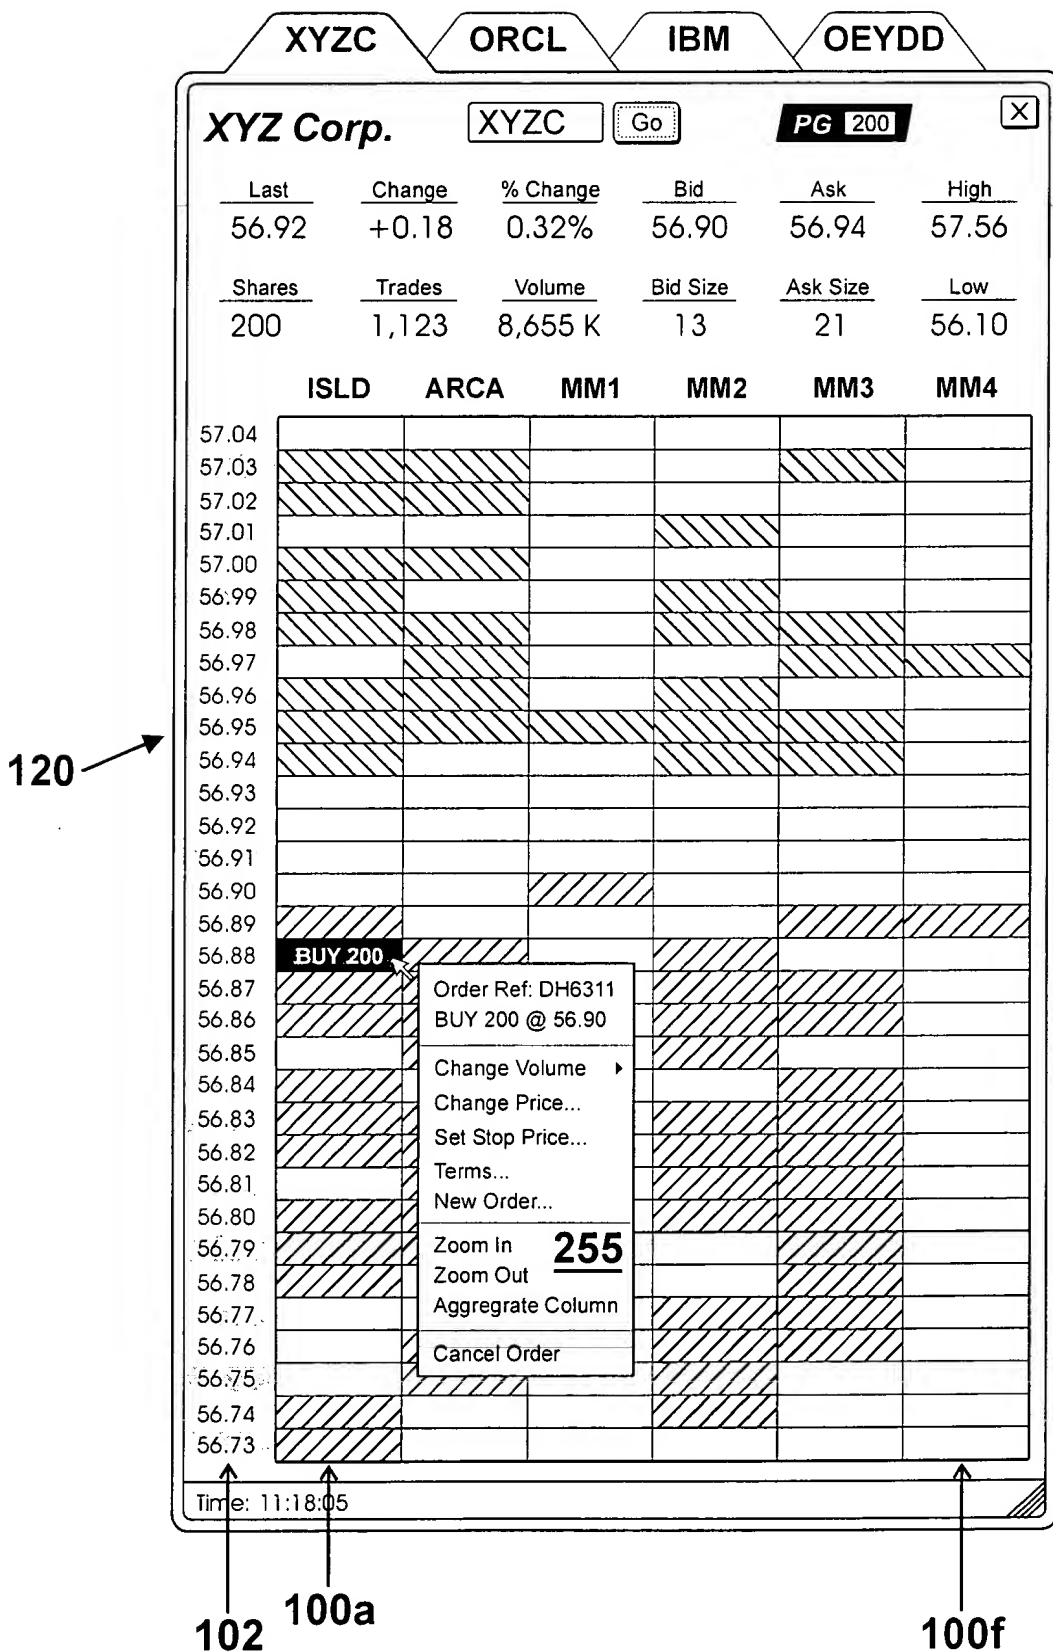 XYZC ORCL IBM OEYDD
XYZ Corp. XYZC Go PG 200 X
Last Change % Change Bid Ask High
56.92 +0.18 0.32% 56.90 56.94 57.56
Shares Trades Volume Bid Size Ask Size Low
200 1,123 8,655 K 13 21 56.10
ISLD ARCA MM1 MM2 MM3 MM4
57.04
57.03
57.02
57.01
57.00
56.99
56.98
56.97
56.96
56.95
56.94
120
56.93
56.92
56.91
56.90
56.89
56.88 BUY 200
56.87 Order Ref: DH6311
56.86 BUY 200 @ 56.90
56.85
56.84 Change Volume
56.83 Change Price...
56.82 Set Stop Price...
56.81 Terms...
56.80 New Order...
56.79 Zoom In 255
56.78 Zoom Out
56.77 Aggregrate Column
56.76 Cancel Order
56.75
56.74
56.73
Time: 11:18:05
102 100a 100f